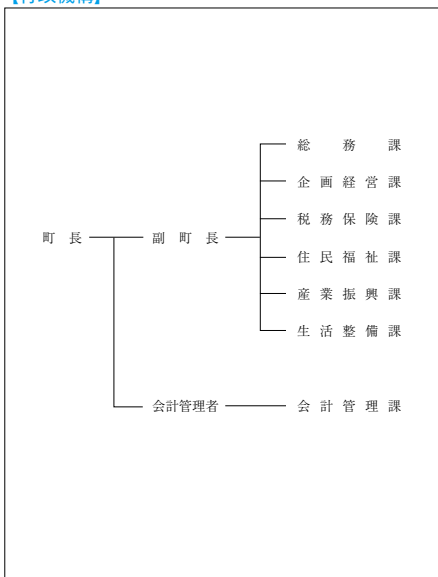 【行政機構】
総務課
企画経営課
税務保険課
町長 副町長
住民福祉課
産業振興課
生活整備課
会計管理者 会計管理課